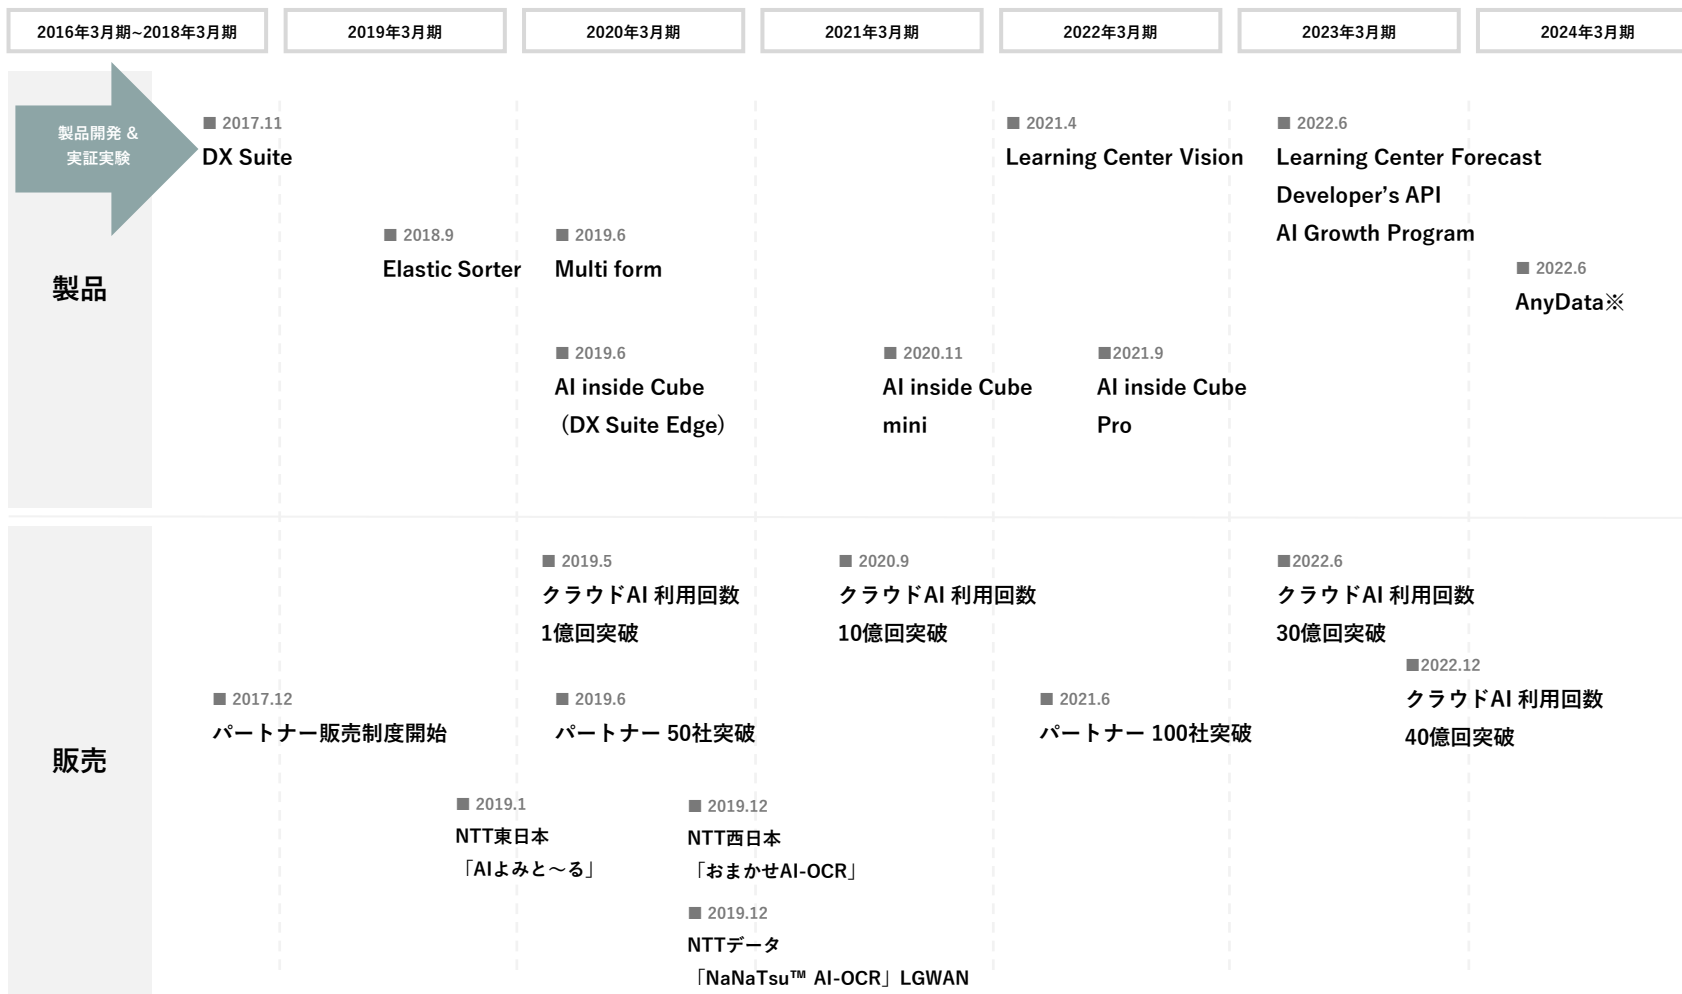 2016年3月期~2018年3月期
2019年3月期
2020年3月期
2021年3月期
2022年3月期
2023年3月期
2024年3月期
製品開発 &
実証実験
製品
■ 2017.11
DX Suite
■ 2018.9
Elastic Sorter
■ 2019.6
Multi form
■ 2019.6
AI inside Cube
（DX Suite Edge）
■ 2020.11
AI inside Cube
mini
■ 2021.4
Learning Center Vision
■2021.9
AI inside Cube
Pro
■ 2022.6
Learning Center Forecast
Developer’s API
AI Growth Program
■ 2022.6
AnyData※
販売
■ 2017.12
パートナー販売制度開始
■ 2019.1
NTT東日本
「AIよみと～る」
■ 2019.5
クラウドAI 利用回数
1億回突破
■ 2019.6
パートナー 50社突破
■ 2019.12
NTT西日本
「おまかせAI-OCR」
■ 2019.12
NTTデータ
「NaNaTsu™ AI-OCR」LGWAN
■ 2020.9
クラウドAI 利用回数
10億回突破
■ 2021.6
パートナー 100社突破
■2022.6
クラウドAI 利用回数
30億回突破
■2022.12
クラウドAI 利用回数
40億回突破